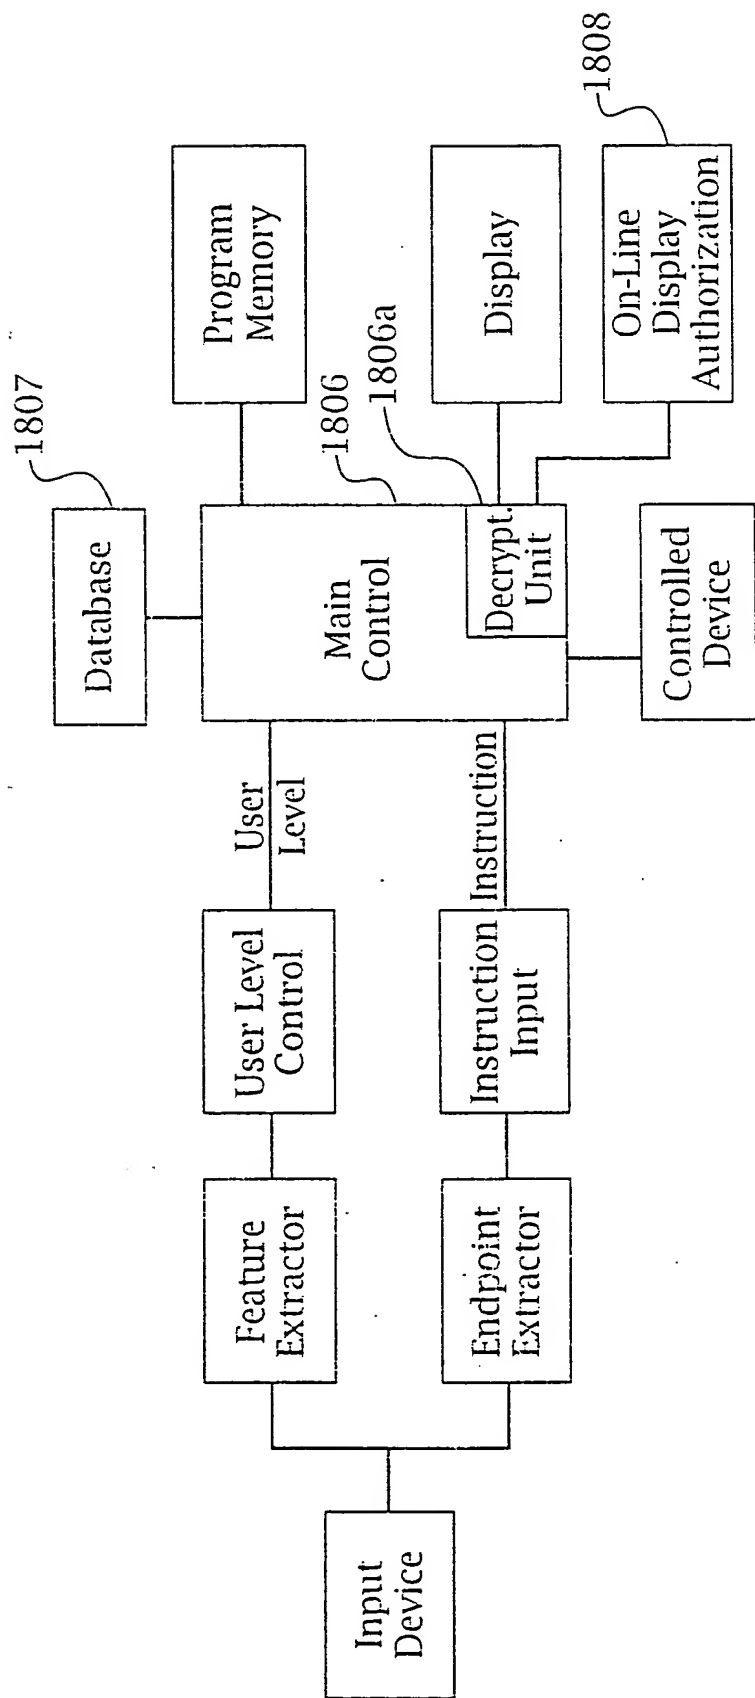 Input
Device
Feature
Extractor
Endpoint
Extractor
User Level
Control
Instruction
Input
User
Level
Instruction
1807
Database
Main
Control
1806
Decrypt.
Unit
1806a
Controlled
Device
Program
Memory
Display
On-Line
Display
Authorization
1808